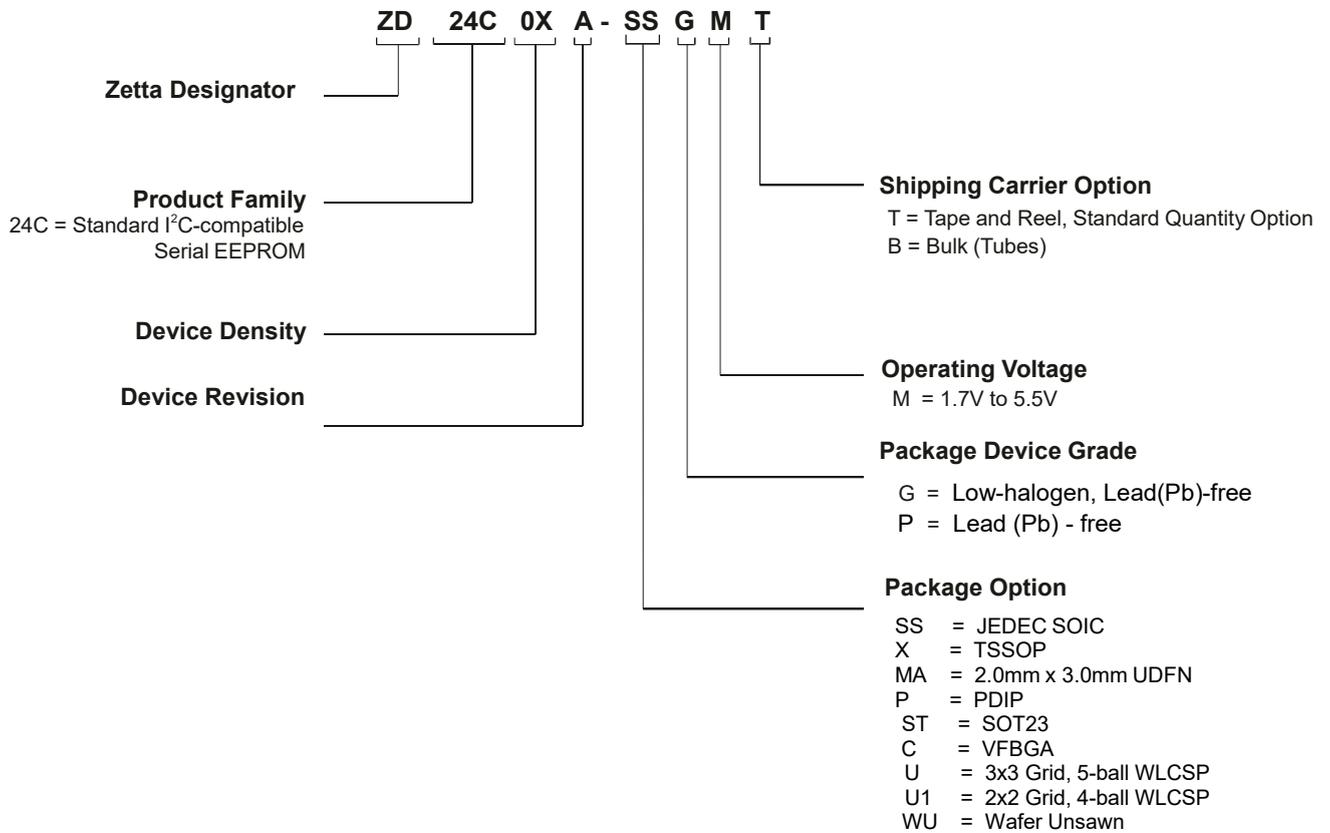 ZD 24C 0X A - SS G M T
Zetta Designator
Product Family
24C = Standard I²C-compatible
Serial EEPROM
Device Density
Device Revision
Shipping Carrier Option
T = Tape and Reel, Standard Quantity Option
B = Bulk (Tubes)
Operating Voltage
M = 1.7V to 5.5V
Package Device Grade
G = Low-halogen, Lead(Pb)-free
P = Lead (Pb) - free
Package Option
SS = JEDEC SOIC
X = TSSOP
MA = 2.0mm x 3.0mm UDFN
P = PDIP
ST = SOT23
C = VFBGA
U = 3x3 Grid, 5-ball WLCSP
U1 = 2x2 Grid, 4-ball WLCSP
WU = Wafer Unsawn